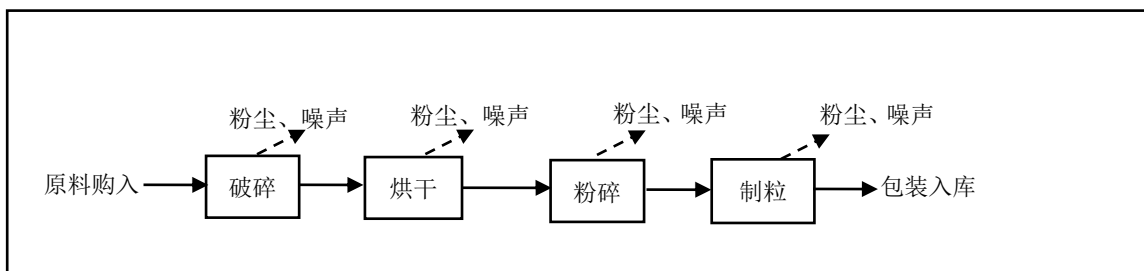 粉尘、噪声 粉尘、噪声 粉尘、噪声 粉尘、噪声
原料购入 破碎 烘干 粉碎 制粒 包装入库